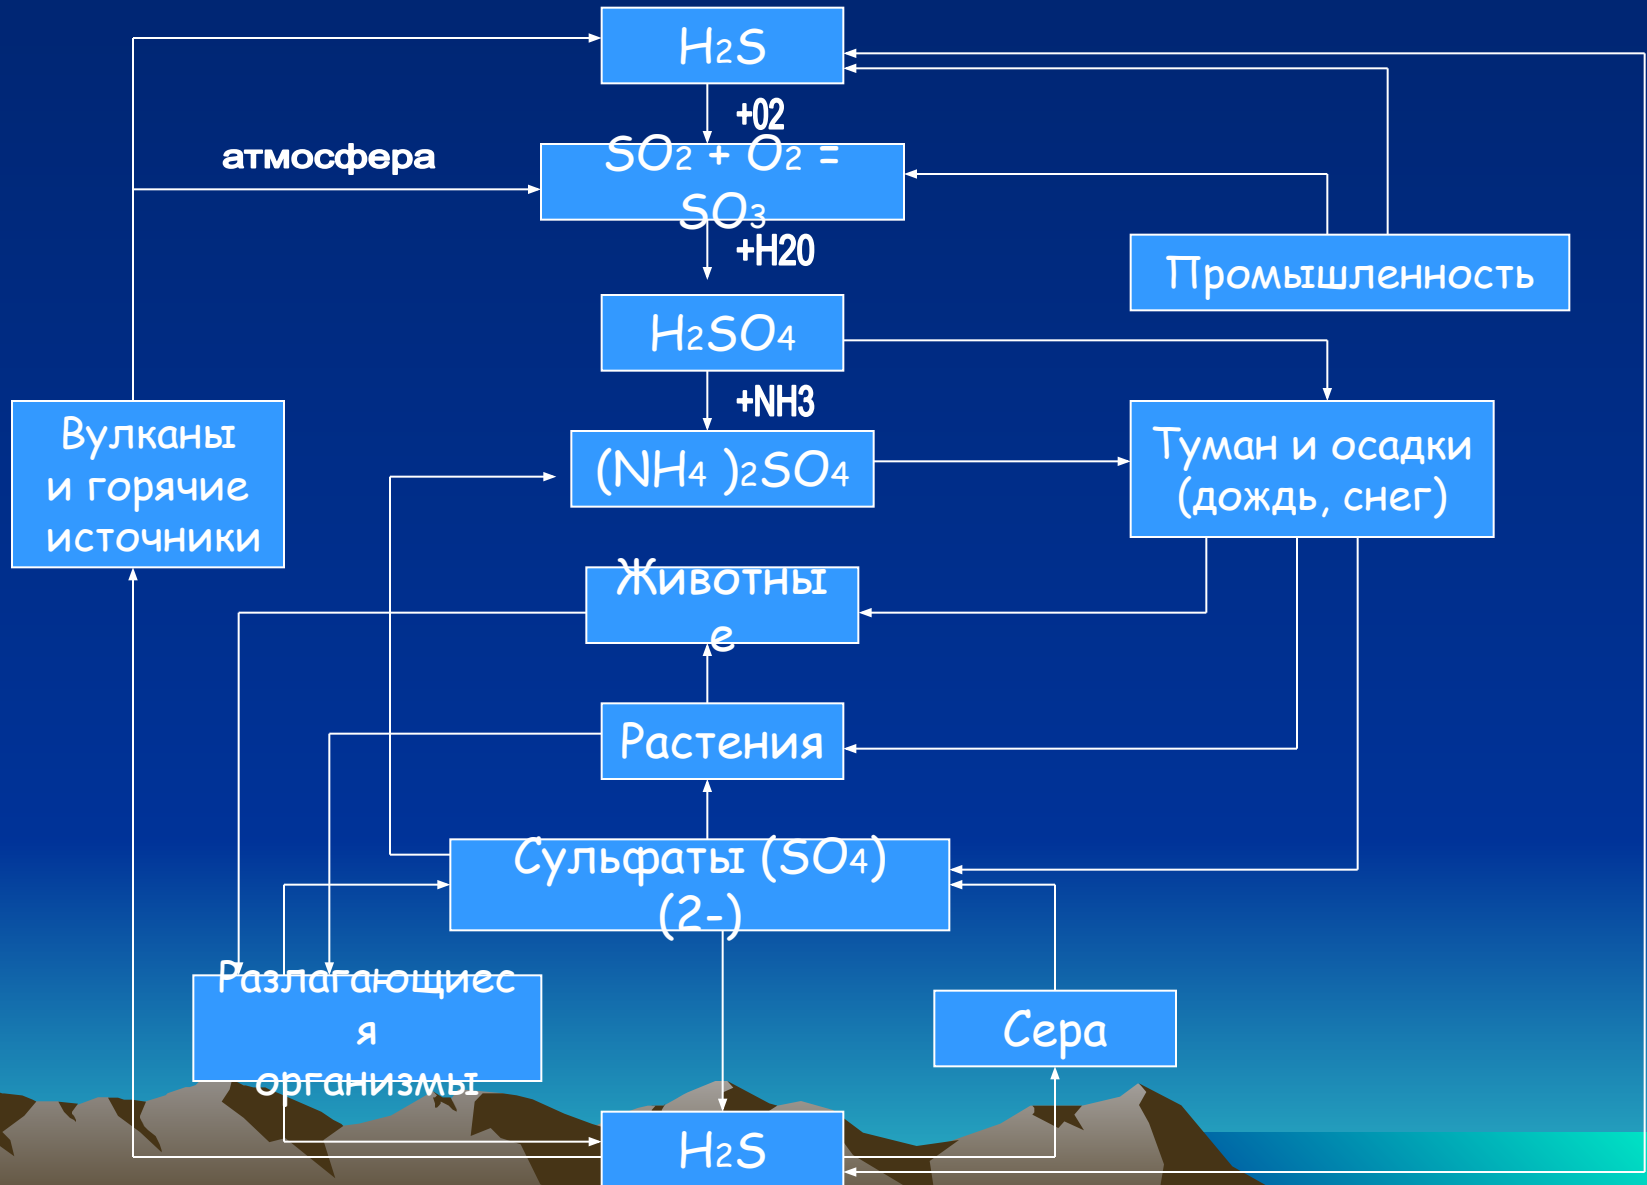 H2S
+02
SO2 + O2 =
SO3
атмосфера
+H20
Промышленность
H2SO4
+NH3
Вулканы
и горячие
источники
(NH4 )2SO4
Туман и осадки
(дождь, снег)
Животны
е
Растения
Сульфаты (SO4)
(2-)
Разлагающиес
я
организмы
Сера
H2S